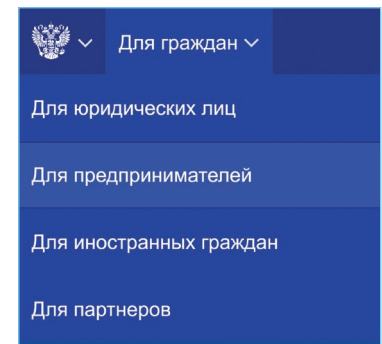 Для граждан
Для юридических лиц
Для предпринимателей
Для иностранных граждан
Для партнеров